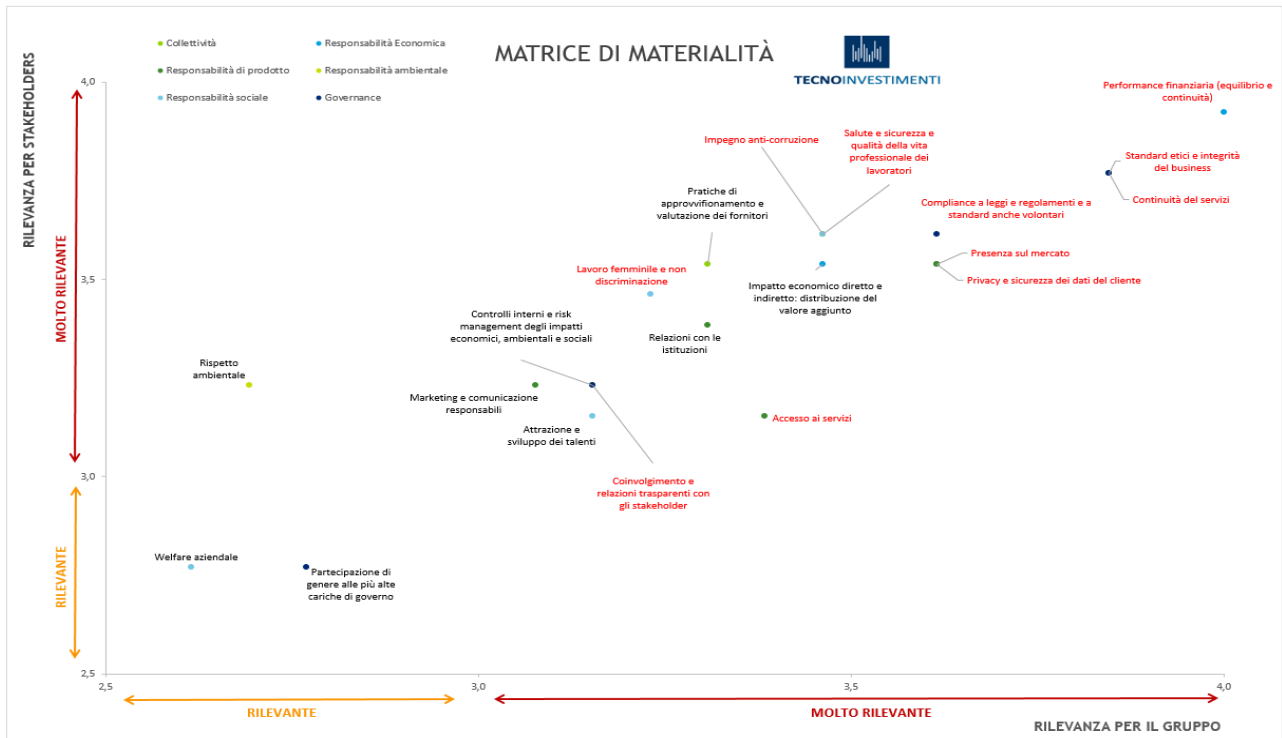 MATRICE DI MATERIALITÀ
TECNOINVESTIMENTI
Collettività
Responsabilità Economica
Responsabilità di prodotto
Responsabilità ambientale
Responsabilità sociale
Governance
RILEVANZA PER STAKEHOLDERS
MOLTO RILEVANTE
RILEVANTE
4,0
3,5
3,0
2,5
Performance finanziaria (equilibrio e
continuità)
Impegno anti-corruzione
Salute e sicurezza e
qualità della vita
professionale dei
lavoratori
Standard etici e integrità
del business
Continuità del servizi
Pratiche di
approvvifionamento e
valutazione dei fornitori
Compliance a leggi e regolamenti e a
standard anche volontari
Presenza sul mercato
Privacy e sicurezza dei dati del cliente
Lavoro femminile e non
discriminazione
Impatto economico diretto e
indiretto: distribuzione del
valore aggiunto
Controlli interni e risk
management degli impatti
economici, ambientali e sociali
Relazioni con le
istituzioni
Rispetto
ambientale
Marketing e comunicazione
responsabili
Accesso ai servizi
Attrazione e
sviluppo dei talenti
Coinvolgimento e
relazioni trasparenti con
gli stakeholder
Welfare aziendale
Partecipazione di
genere alle più alte
cariche di governo
2,5
3,0
3,5
4,0
RILEVANTE
MOLTO RILEVANTE
RILEVANZA PER IL GRUPPO